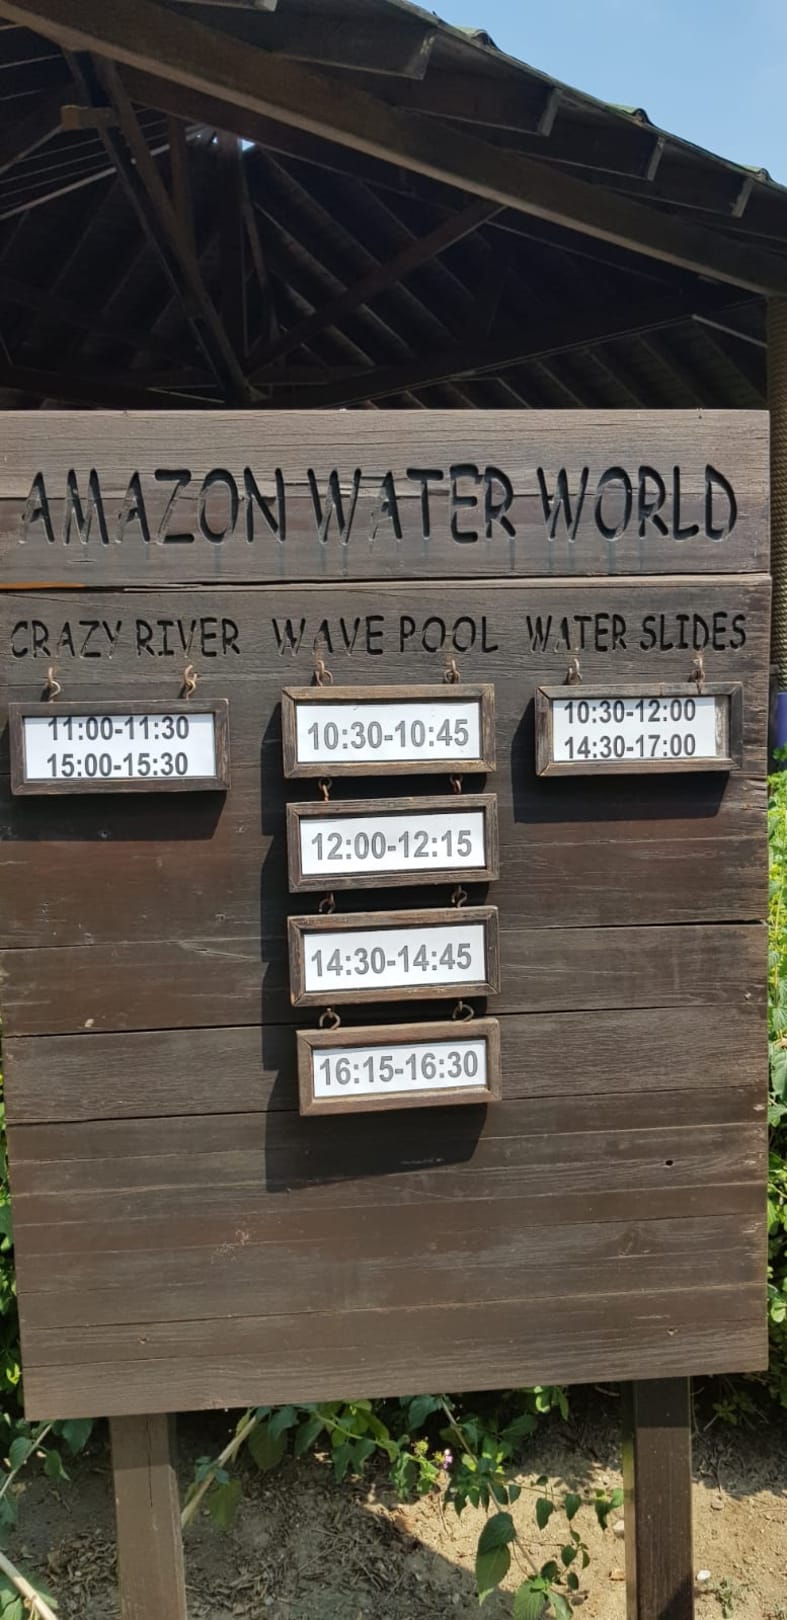 AMAZON WATER WORLD
CRAZY RIVER
11:00-11:30
15:00-15:30
WAVE POOL
10:30-10:45
12:00-12:15
14:30-14:45
16:15-16:30
WATER SLIDES
10:30-12:00
14:30-17:00